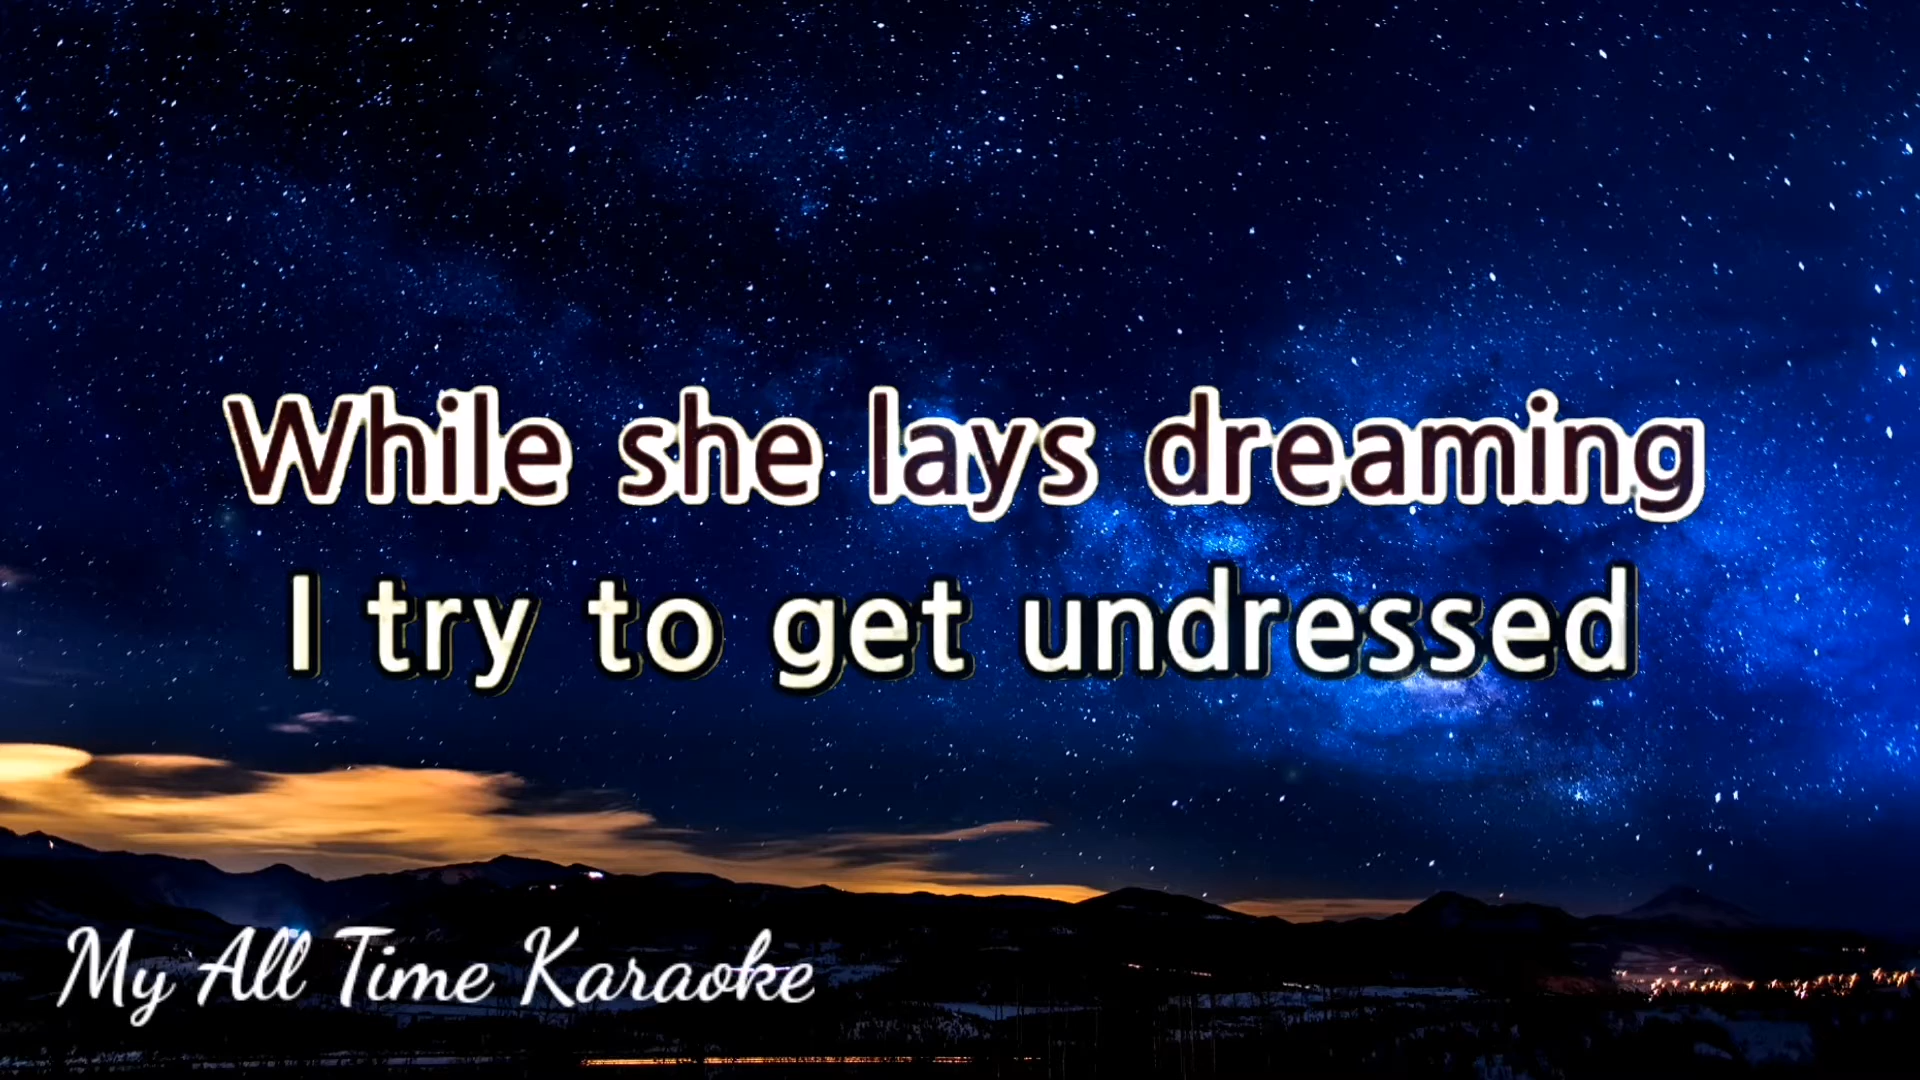 While she lays dreaming
I try to get undressed
My All Time Karaoke